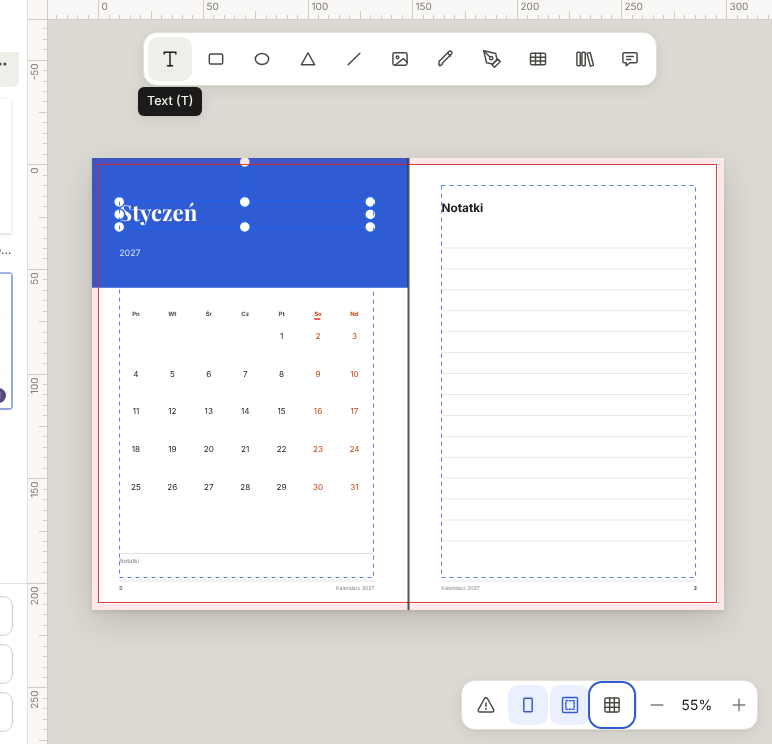 0 50 100 150 200 250 300
-50
0
50
100
150
200
250
Text (T)
Styczeń
2027
Pn Wt Śr Cz Pt So Nd
1 2 3
4 5 6 7 8 9 10
11 12 13 14 15 16 17
18 19 20 21 22 23 24
25 26 27 28 29 30 31
Notatki
2 Kalendarz 2027
Notatki
Kalendarz 2027 3
55%